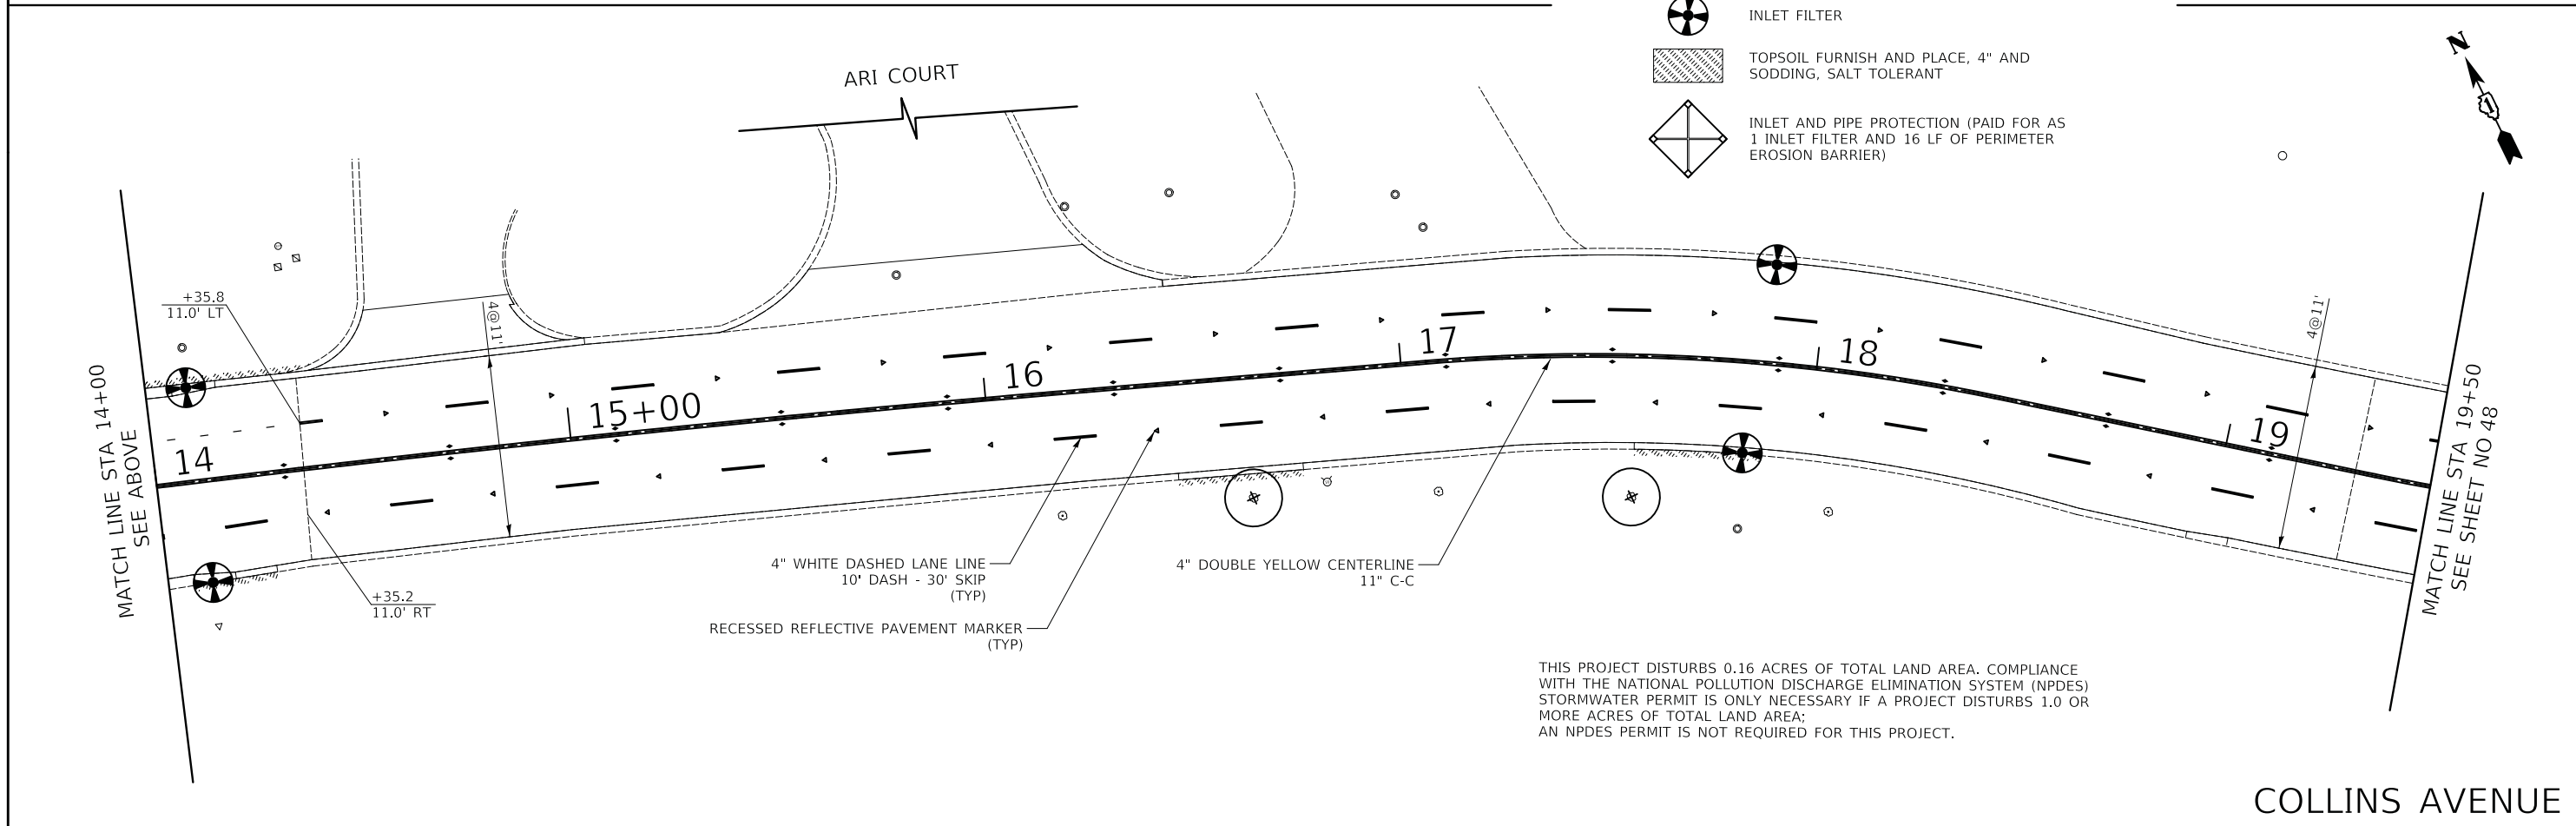 INLET FILTER
TOPSOIL FURNISH AND PLACE, 4" AND
SODDING, SALT TOLERANT
INLET AND PIPE PROTECTION (PAID FOR AS
1 INLET FILTER AND 16 LF OF PERIMETER
EROSION BARRIER)
N
1
ARI COURT
+35.8
11.0' LT
4@11'
4@11'
MATCH LINE STA 14+00
SEE ABOVE
14
15+00
16
17
18
19
MATCH LINE STA 19+50
SEE SHEET NO 48
+35.2
11.0' RT
4" WHITE DASHED LANE LINE
10' DASH - 30' SKIP
(TYP)
RECESSED REFLECTIVE PAVEMENT MARKER
(TYP)
4" DOUBLE YELLOW CENTERLINE
11" C-C
THIS PROJECT DISTURBS 0.16 ACRES OF TOTAL LAND AREA. COMPLIANCE
WITH THE NATIONAL POLLUTION DISCHARGE ELIMINATION SYSTEM (NPDES)
STORMWATER PERMIT IS ONLY NECESSARY IF A PROJECT DISTURBS 1.0 OR
MORE ACRES OF TOTAL LAND AREA;
AN NPDES PERMIT IS NOT REQUIRED FOR THIS PROJECT.
COLLINS AVENUE